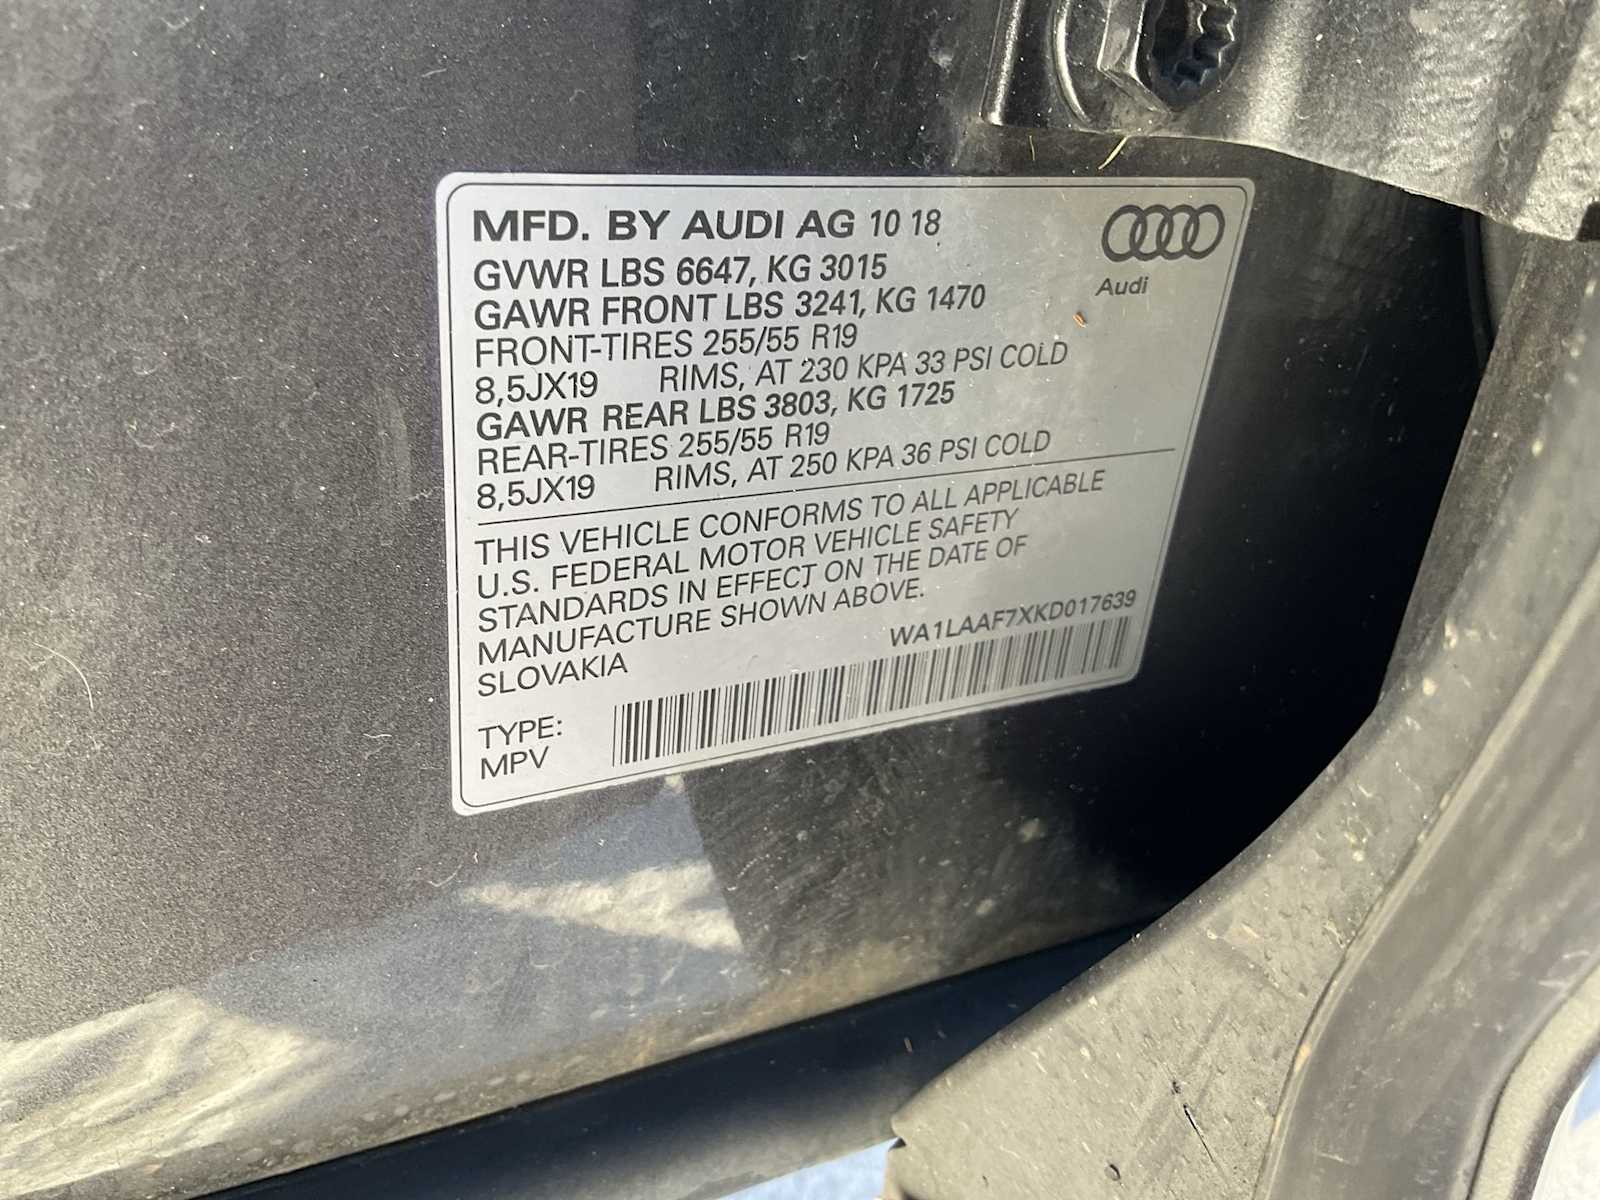 MFD. BY AUDI AG 10 18
GVWR LBS 6647, KG 3015
GAWR FRONT LBS 3241, KG 1470
FRONT-TIRES 255/55 R19
8,5JX19 RIMS, AT 230 KPA 33 PSI COLD
GAWR REAR LBS 3803, KG 1725
REAR-TIRES 255/55 R19
8,5JX19 RIMS, AT 250 KPA 36 PSI COLD
Audi
THIS VEHICLE CONFORMS TO ALL APPLICABLE
U.S. FEDERAL MOTOR VEHICLE SAFETY
STANDARDS IN EFFECT ON THE DATE OF
MANUFACTURE SHOWN ABOVE.
SLOVAKIA
WA1LAAF7XKD017639
TYPE:
MPV